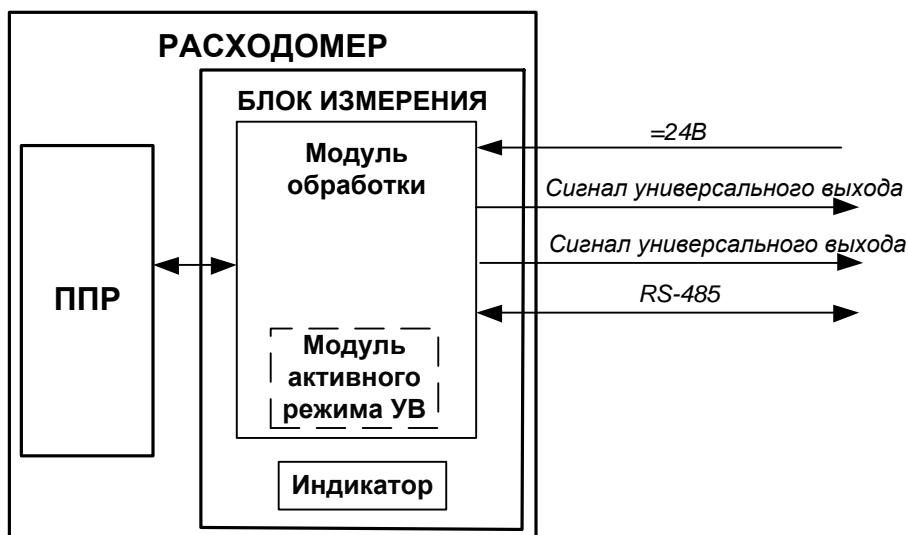 РАСХОДОМЕР
БЛОК ИЗМЕРЕНИЯ
Модуль
обработки
ППР
Модуль
активного
режима УВ
Индикатор
=24В
Сигнал универсального выхода
Сигнал универсального выхода
RS-485